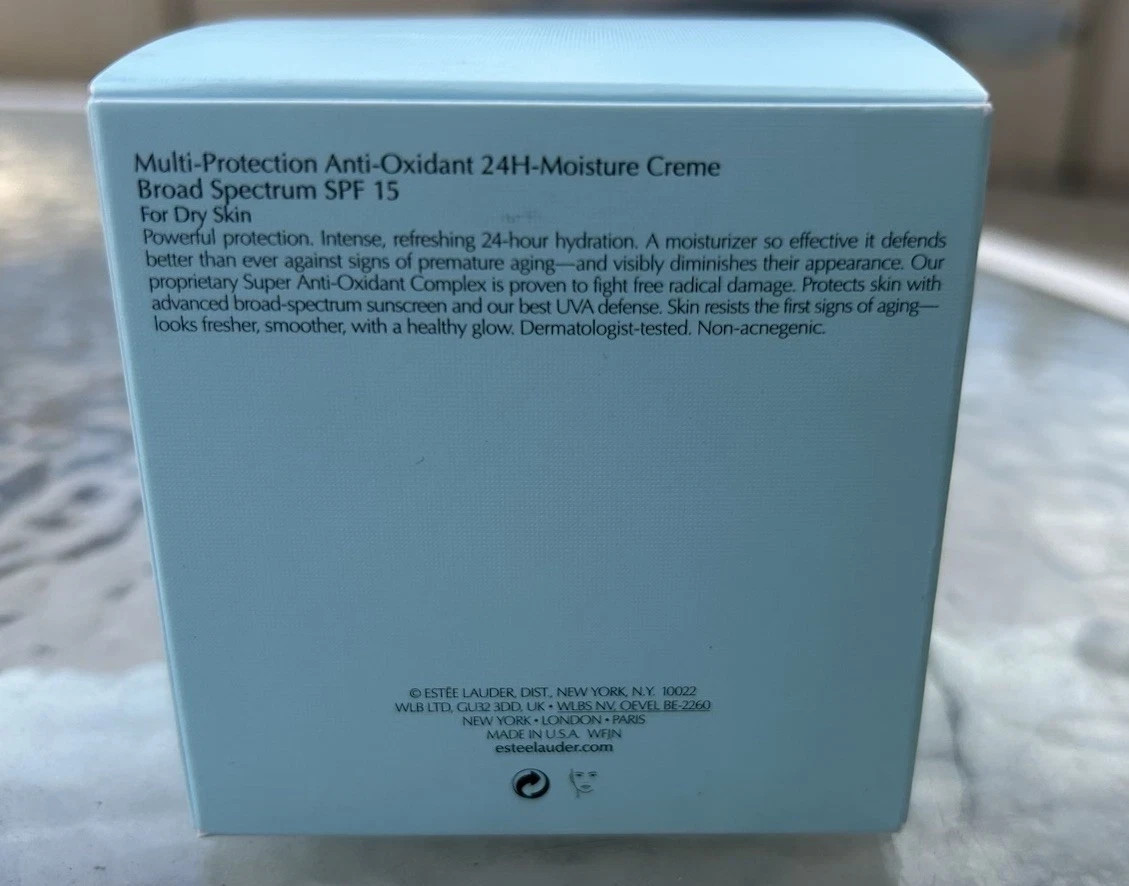 Multi-Protection Anti-Oxidant 24H-Moisture Creme
Broad Spectrum SPF 15
For Dry Skin
Powerful protection. Intense, refreshing 24-hour hydration. A moisturizer so effective it defends
better than ever against signs of premature aging—and visibly diminishes their appearance. Our
proprietary Super Anti-Oxidant Complex is proven to fight free radical damage. Protects skin with
advanced broad-spectrum sunscreen and our best UVA defense. Skin resists the first signs of aging—
looks fresher, smoother, with a healthy glow. Dermatologist-tested. Non-acnegenic.
© ESTĒE LAUDER, DIST., NEW YORK, N.Y. 10022
WLB LTD, GU32 3DD, UK • WLBS NV, OEVEL BE-2260
NEW YORK • LONDON • PARIS
MADE IN U.S.A. WFJN
esteelauder.com